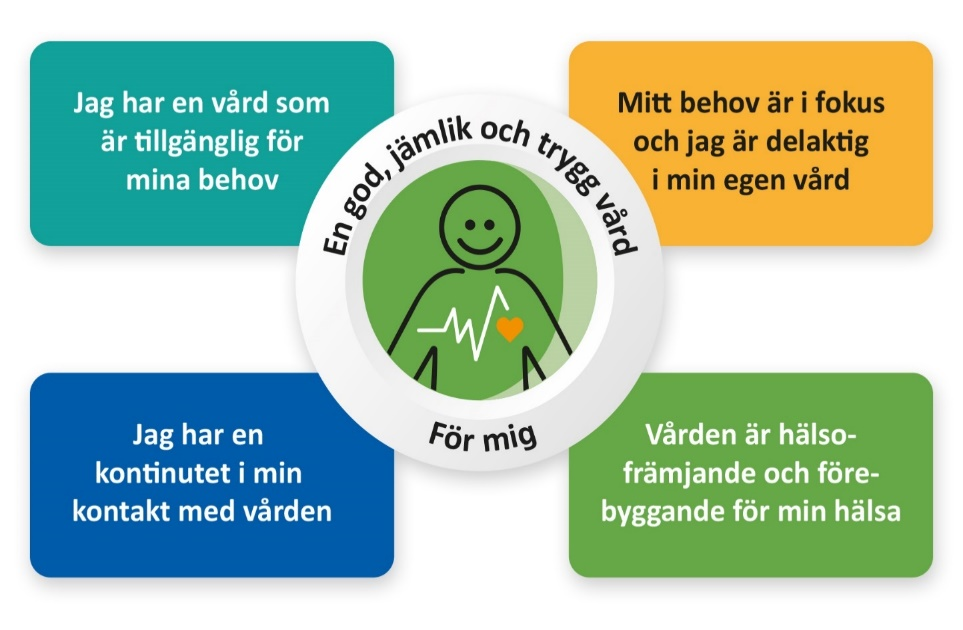 Jag har en vård som
är tillgänglig för
mina behov
Mitt behov är i fokus
och jag är delaktig
i min egen vård
En god, jämlik och trygg vård
För mig
Jag har en
kontinutet i min
kontakt med vården
Vården är hälso-
främjande och före-
byggande för min hälsa